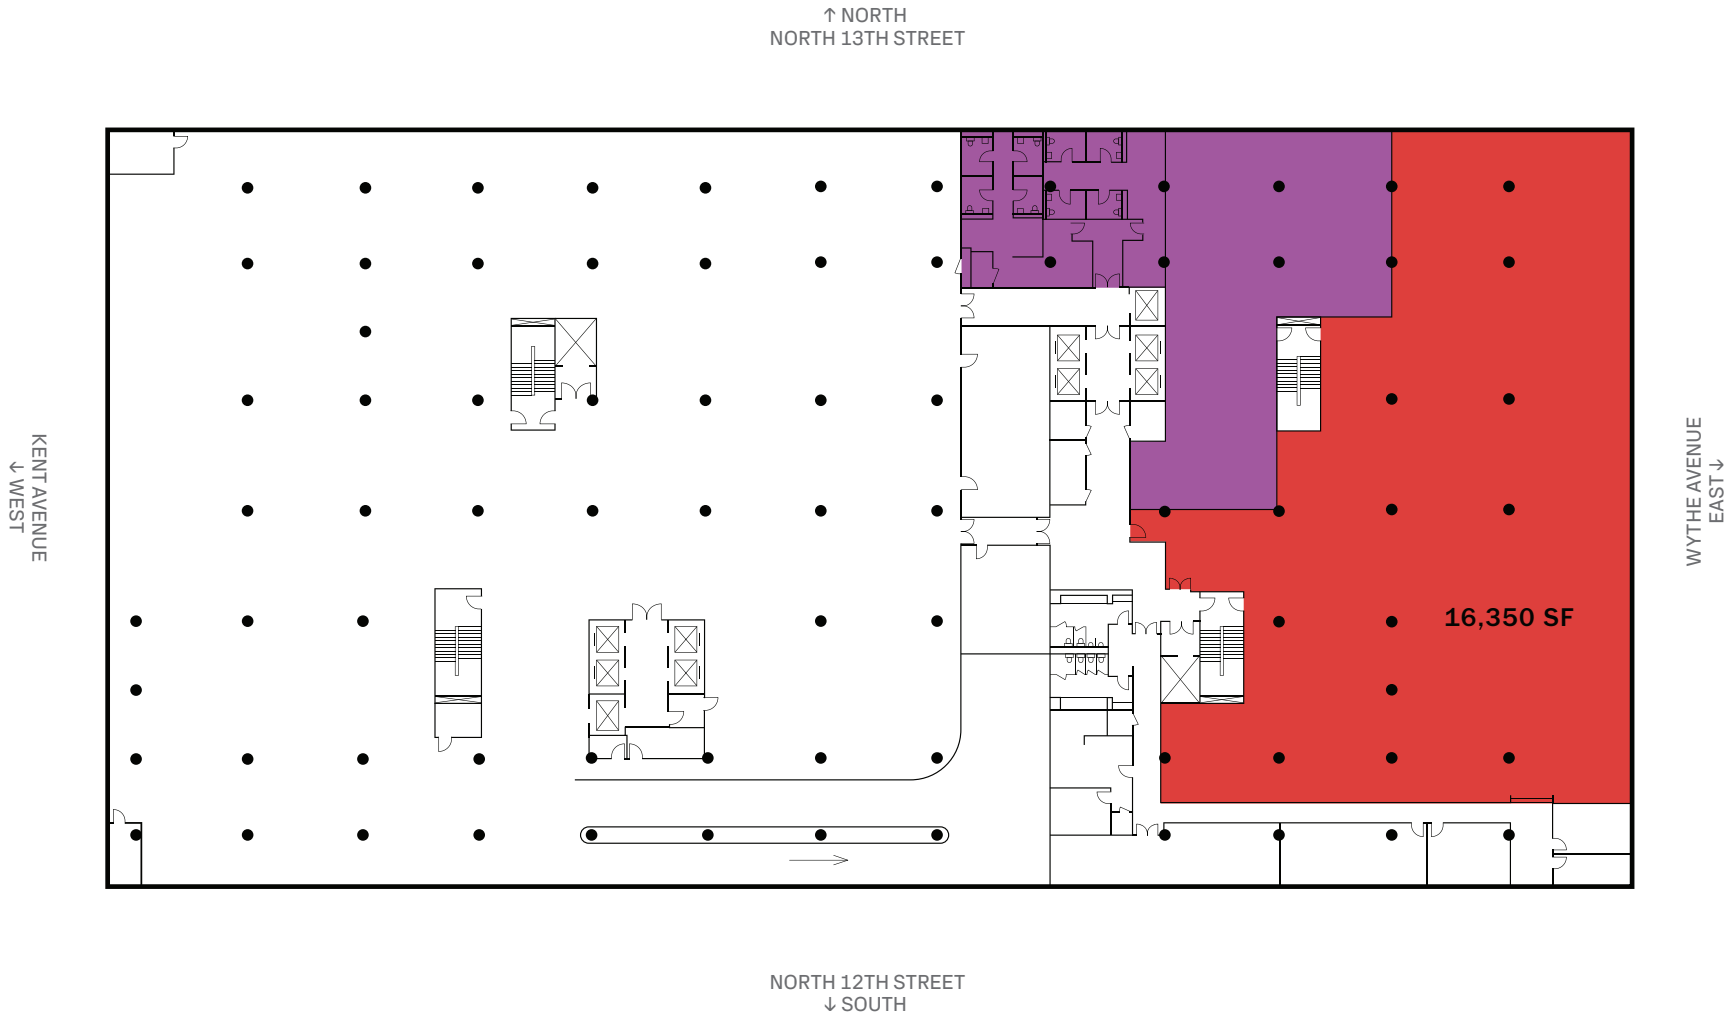 ↑ NORTH
NORTH 13TH STREET
KENT AVENUE
↓ WEST
WYTHE AVENUE
EAST ↓
16,350 SF
NORTH 12TH STREET
↓ SOUTH